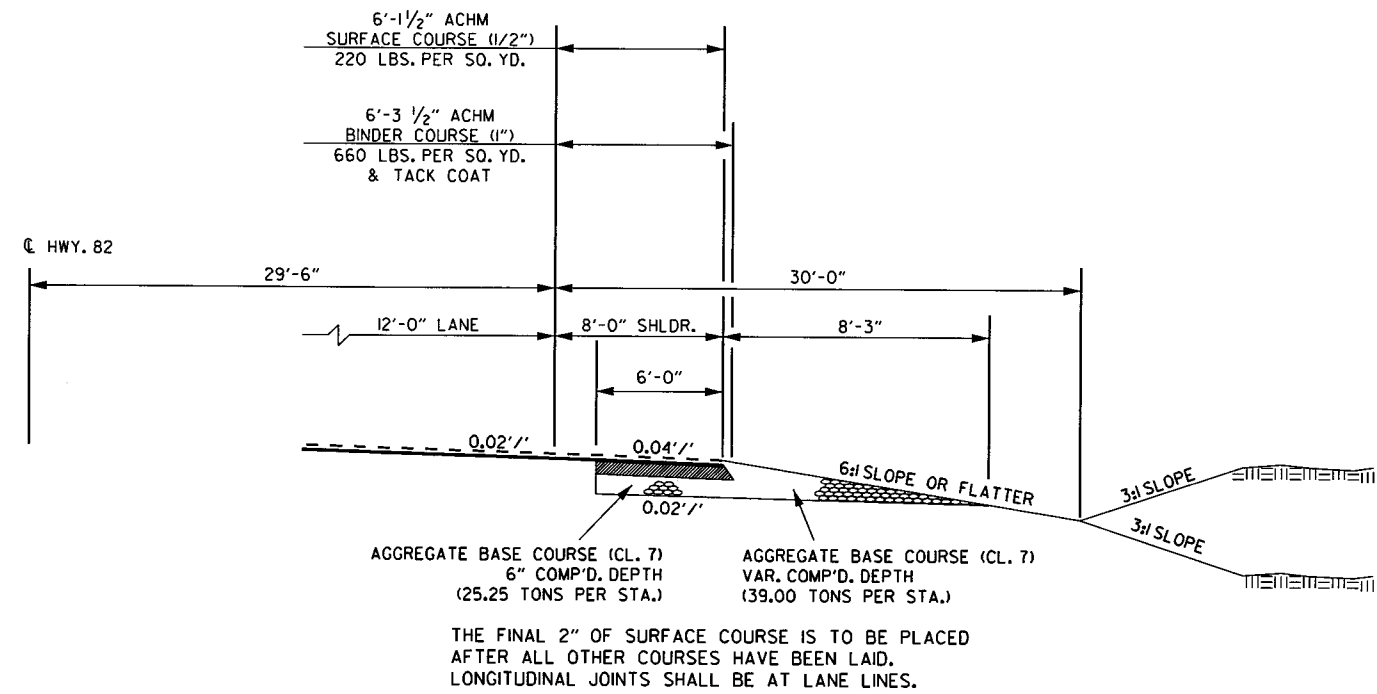 6'-1 1/2" ACHM
SURFACE COURSE (1/2")
220 LBS. PER SQ. YD.
6'-3 1/2" ACHM
BINDER COURSE (1")
660 LBS. PER SQ. YD.
& TACK COAT
℄ HWY. 82
29'-6"
30'-0"
12'-0" LANE
8'-0" SHLDR.
8'-3"
6'-0"
0.02'/'
0.04'/'
6:1 SLOPE OR FLATTER
3:1 SLOPE
0.02'/'
3:1 SLOPE
AGGREGATE BASE COURSE (CL. 7)
6" COMP'D. DEPTH
(25.25 TONS PER STA.)
AGGREGATE BASE COURSE (CL. 7)
VAR. COMP'D. DEPTH
(39.00 TONS PER STA.)
THE FINAL 2" OF SURFACE COURSE IS TO BE PLACED
AFTER ALL OTHER COURSES HAVE BEEN LAID.
LONGITUDINAL JOINTS SHALL BE AT LANE LINES.